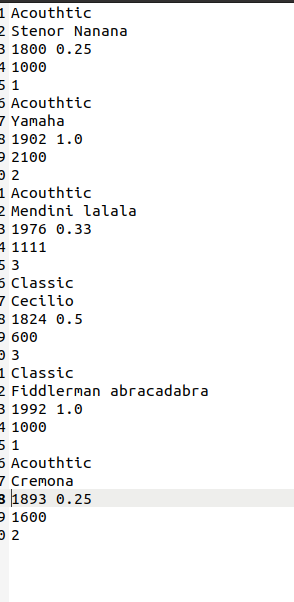 1 Acouthtic
2 Stenor Nanana
3 1800 0.25
4 1000
5 1
6 Acouthtic
7 Yamaha
8 1902 1.0
9 2100
0 2
1 Acouthtic
2 Mendini lalala
3 1976 0.33
4 1111
5 3
6 Classic
7 Cecilio
8 1824 0.5
9 600
0 3
1 Classic
2 Fiddlerman abracadabra
3 1992 1.0
4 1000
5 1
6 Acouthtic
7 Cremona
8 1893 0.25
9 1600
0 2